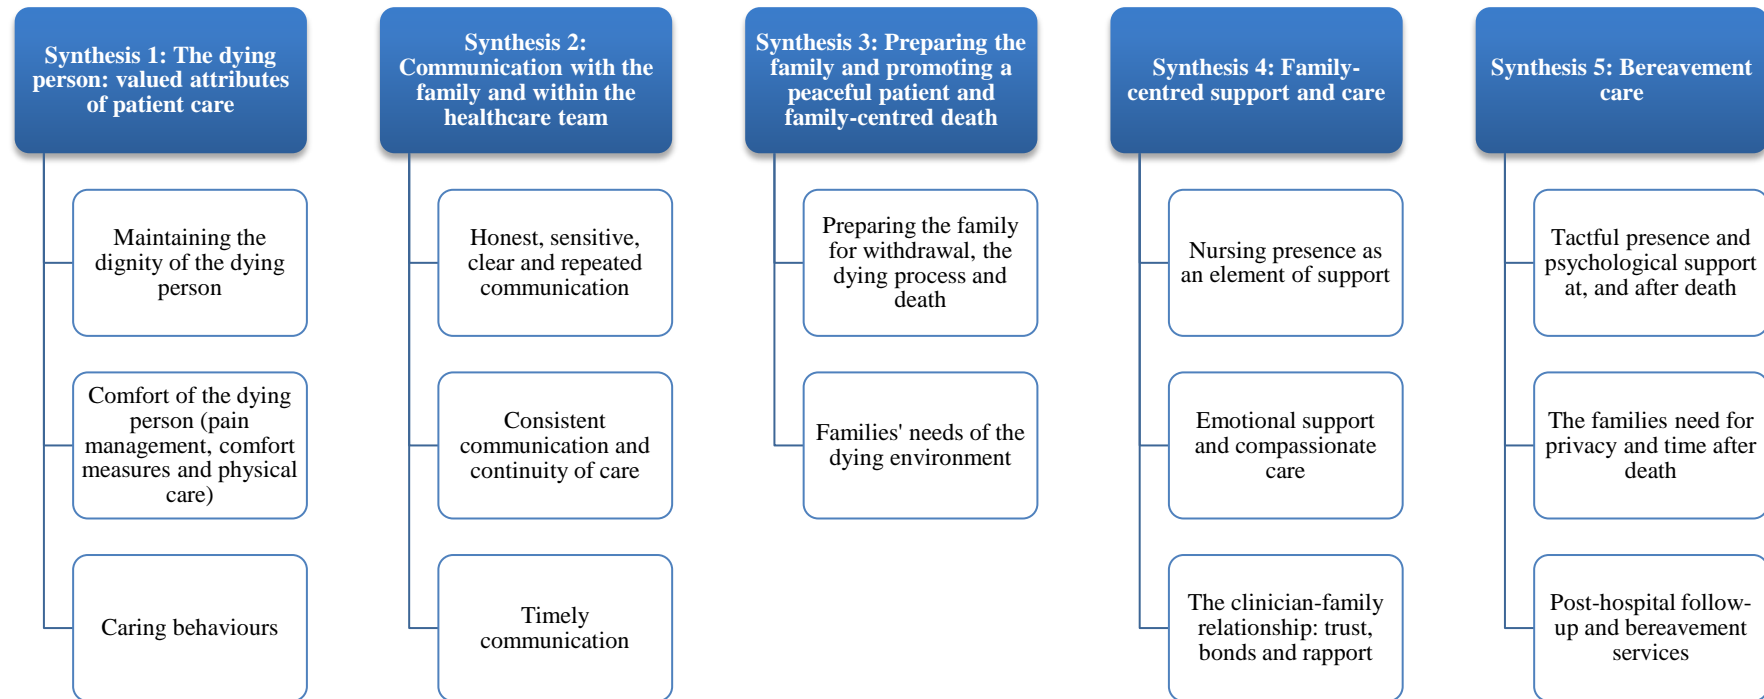 Synthesis 1: The dying
person: valued attributes
of patient care
Maintaining the
dignity of the dying
person
Comfort of the dying
person (pain
management, comfort
measures and physical
care)
Caring behaviours
Synthesis 2:
Communication with the
family and within the
healthcare team
Honest, sensitive,
clear and repeated
communication
Consistent
communication and
continuity of care
Timely
communication
Synthesis 3: Preparing the
family and promoting a
peaceful patient and
family-centred death
Preparing the family
for withdrawal, the
dying process and
death
Families' needs of the
dying environment
Synthesis 4: Family-
centred support and care
Nursing presence as
an element of support
Emotional support
and compassionate
care
The clinician-family
relationship: trust,
bonds and rapport
Synthesis 5: Bereavement
care
Tactful presence and
psychological support
at, and after death
The families need for
privacy and time after
death
Post-hospital follow-
up and bereavement
services